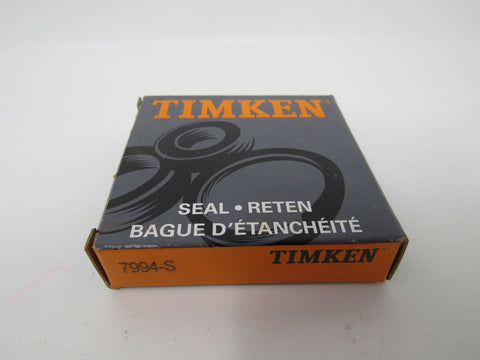 TIMKEN
SEAL • RETEN
BAGUE D'ÉTANCHÉITÉ
7994-S
TIMKEN